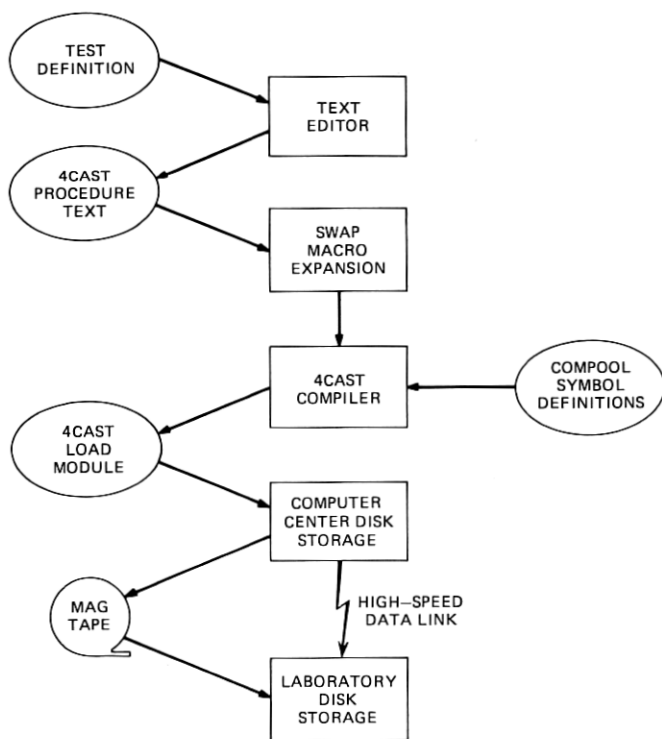 TEST
DEFINITION
TEXT
EDITOR
4CAST
PROCEDURE
TEXT
SWAP
MACRO
EXPANSION
4CAST
COMPILER
COMPOOL
SYMBOL
DEFINITIONS
4CAST
LOAD
MODULE
COMPUTER
CENTER DISK
STORAGE
MAG
TAPE
HIGH–SPEED
DATA LINK
LABORATORY
DISK
STORAGE